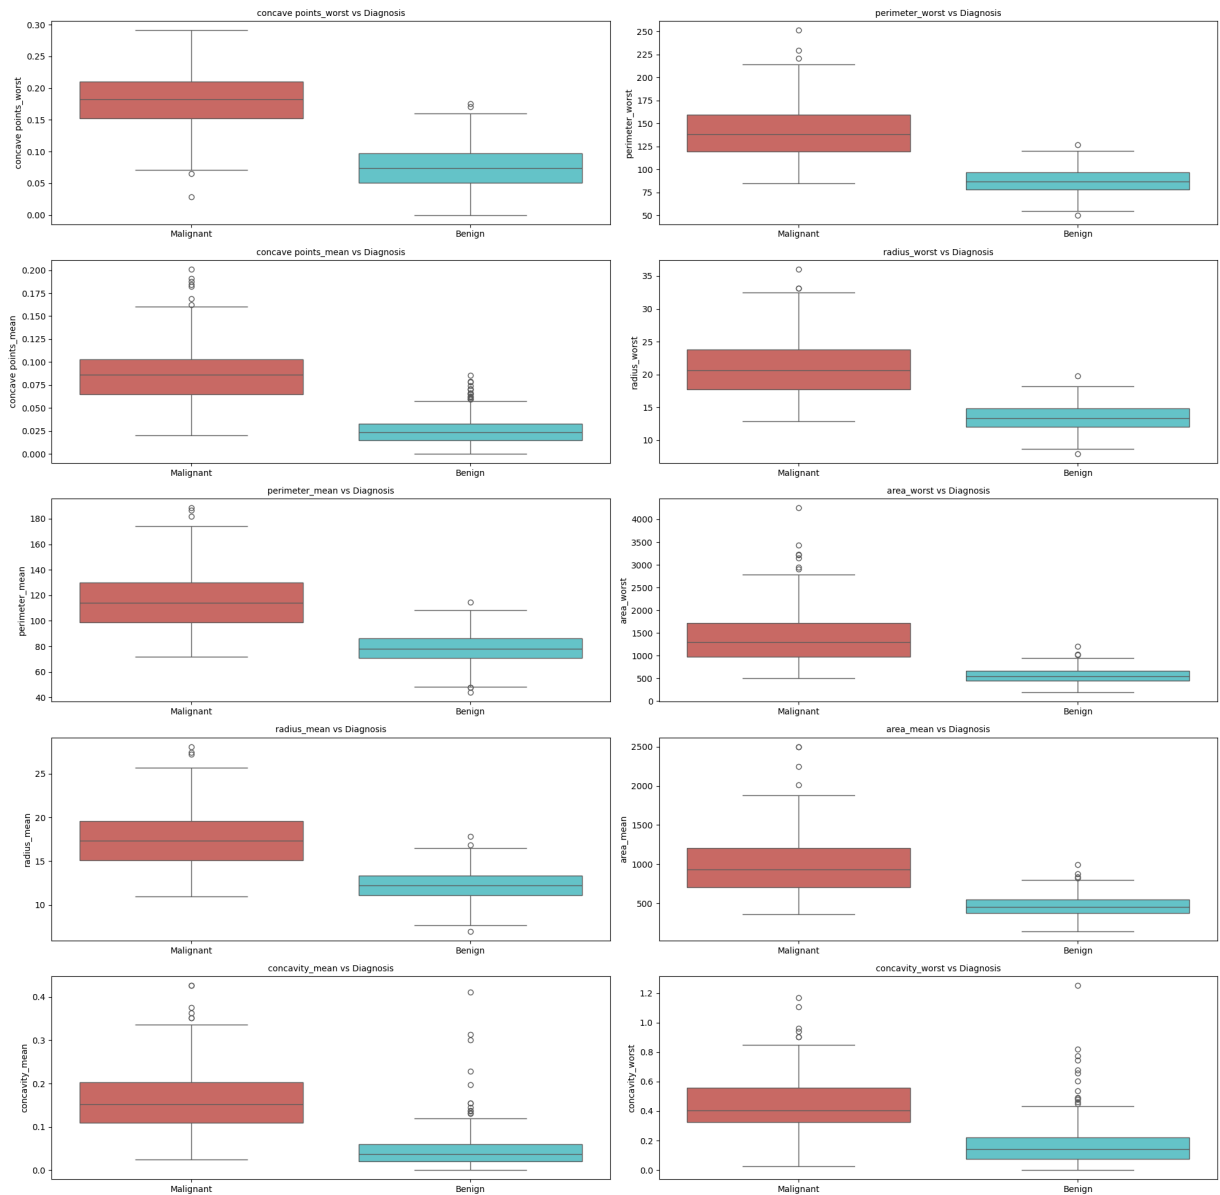 concave points_worst vs Diagnosis
concave points_worst
0.30
0.25
0.20
0.15
0.10
0.05
0.00
Malignant
Benign
perimeter_worst vs Diagnosis
perimeter_worst
250
225
200
175
150
125
100
75
50
Malignant
Benign
concave points_mean vs Diagnosis
concave points_mean
0.200
0.175
0.150
0.125
0.100
0.075
0.050
0.025
0.000
Malignant
Benign
radius_worst vs Diagnosis
radius_worst
35
30
25
20
15
10
Malignant
Benign
perimeter_mean vs Diagnosis
perimeter_mean
180
160
140
120
100
80
60
40
Malignant
Benign
area_worst vs Diagnosis
area_worst
4000
3500
3000
2500
2000
1500
1000
500
0
Malignant
Benign
radius_mean vs Diagnosis
radius_mean
25
20
15
10
Malignant
Benign
area_mean vs Diagnosis
area_mean
2500
2000
1500
1000
500
Malignant
Benign
concavity_mean vs Diagnosis
concavity_mean
0.4
0.3
0.2
0.1
0.0
Malignant
Benign
concavity_worst vs Diagnosis
concavity_worst
1.2
1.0
0.8
0.6
0.4
0.2
0.0
Malignant
Benign